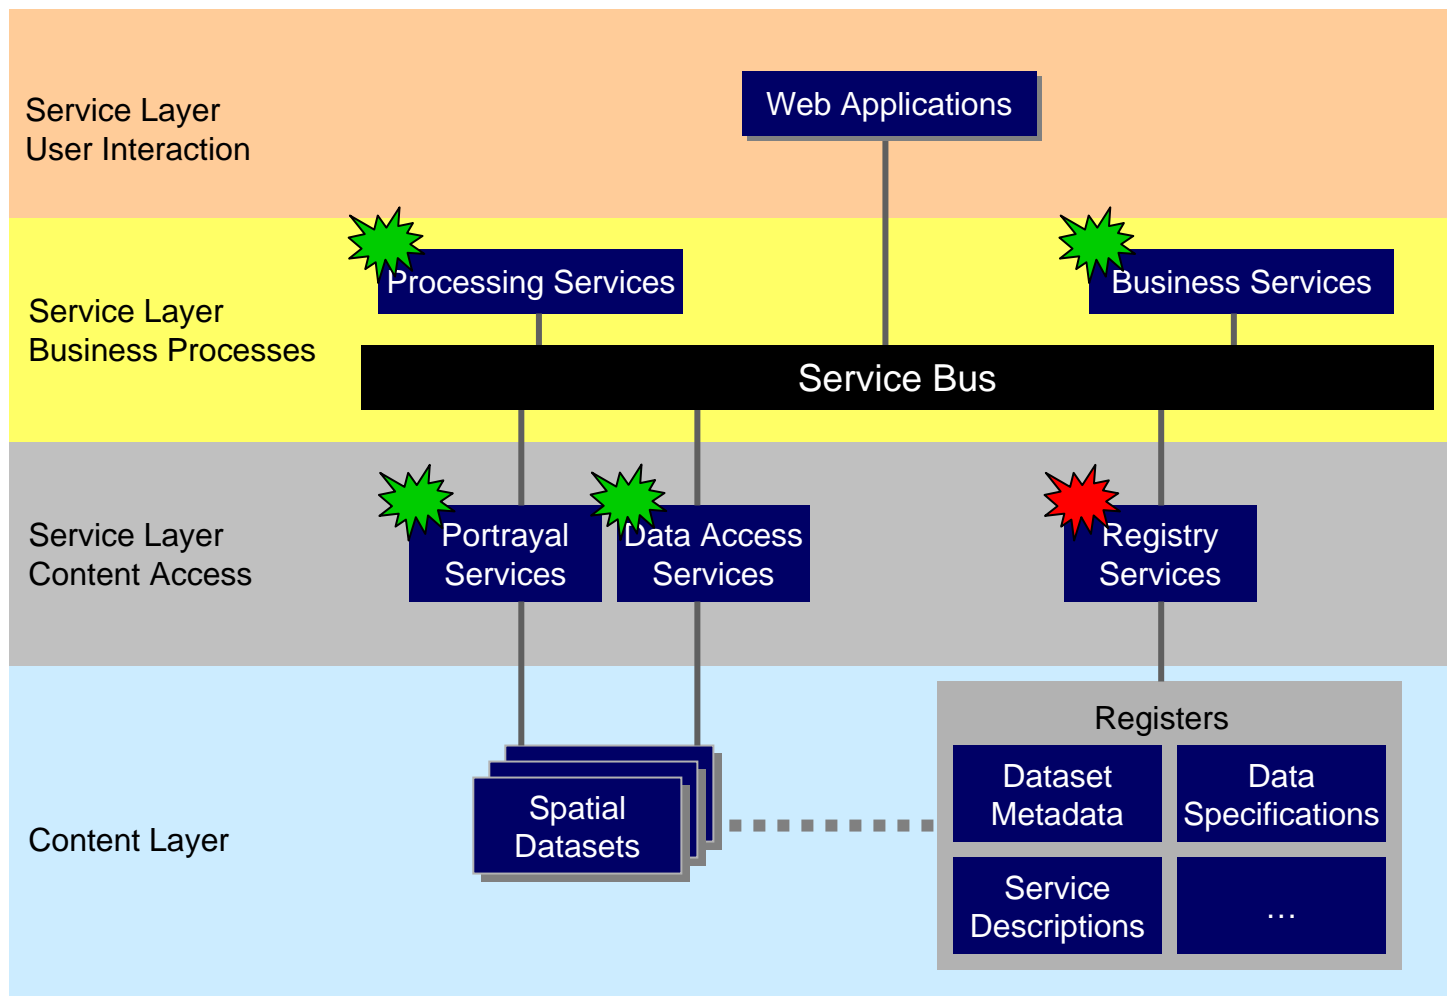 Service Layer
User Interaction
Web Applications
Service Layer
Business Processes
Processing Services
Business Services
Service Bus
Service Layer
Content Access
Portrayal
Services
Data Access
Services
Registry
Services
Content Layer
Spatial
Datasets
Registers
Dataset
Metadata
Data
Specifications
Service
Descriptions
…